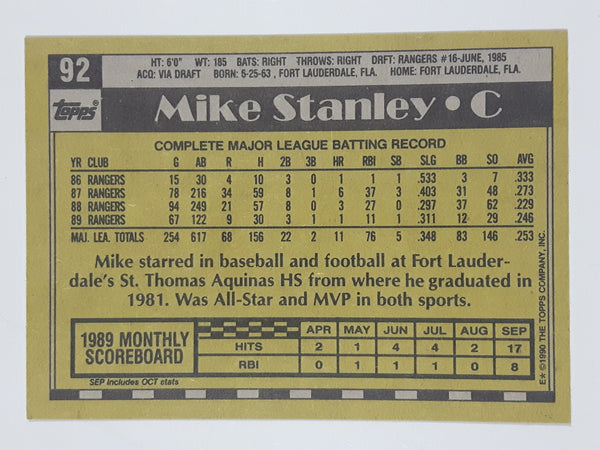 92
HT: 6'0" WT: 185 BATS: RIGHT THROWS: RIGHT DRFT: RANGERS #16-JUNE, 1985
ACQ: VIA DRAFT BORN: 6-25-63, FORT LAUDERDALE, FLA. HOME: FORT LAUDERDALE, FLA.
Topps®
Mike Stanley • C
COMPLETE MAJOR LEAGUE BATTING RECORD
YR CLUB G AB R H 2B 3B HR RBI SB SLG BB SO AVG
86 RANGERS 15 30 4 10 3 0 1 1 1 .533 3 7 .333
87 RANGERS 78 216 34 59 8 1 6 37 3 .403 31 48 .273
88 RANGERS 94 249 21 57 8 0 3 27 0 .297 37 62 .229
89 RANGERS 67 122 9 30 3 1 1 11 1 .311 12 29 .246
MAJ. LEA. TOTALS 254 617 68 156 22 2 11 76 5 .348 83 146 .253
Mike starred in baseball and football at Fort Lauder-
dale's St. Thomas Aquinas HS from where he graduated in
1981. Was All-Star and MVP in both sports.
1989 MONTHLY
SCOREBOARD
APR MAY JUN JUL AUG SEP
HITS 2 1 4 4 2 17
RBI 0 1 1 1 0 8
SEP includes OCT stats
E* ©1990 THE TOPPS COMPANY, INC.